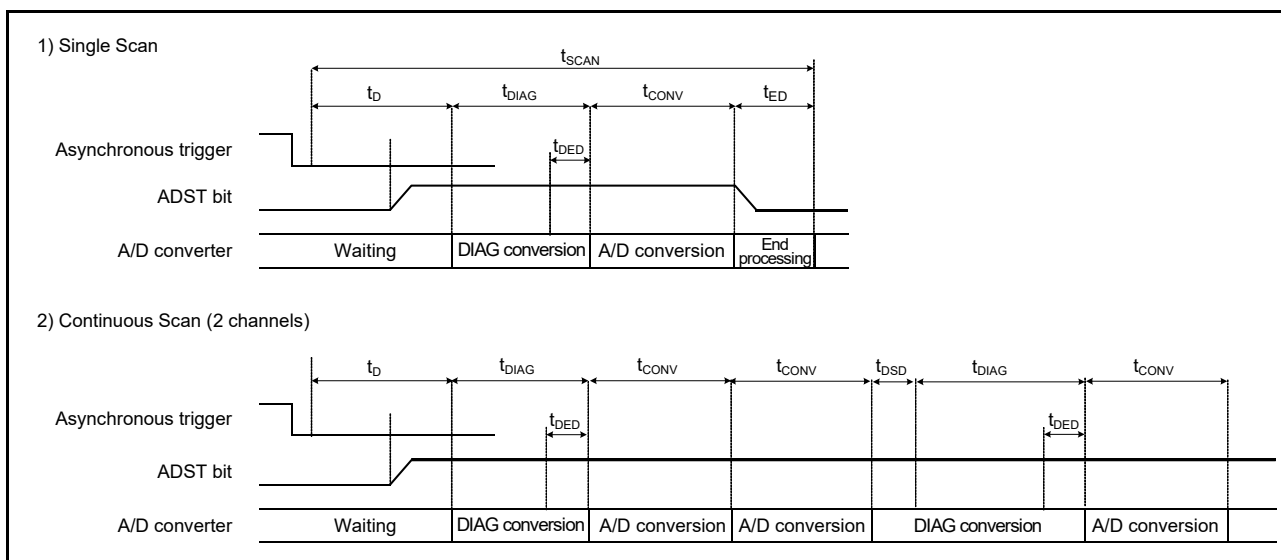 1) Single Scan
tSCAN
tD tDIAG tCONV tED
Asynchronous trigger
tDED
ADST bit
A/D converter Waiting DIAG conversion A/D conversion End processing
2) Continuous Scan (2 channels)
tD tDIAG tCONV tCONV tDSD tDIAG tCONV
Asynchronous trigger
tDED tDED
ADST bit
A/D converter Waiting DIAG conversion A/D conversion A/D conversion DIAG conversion A/D conversion